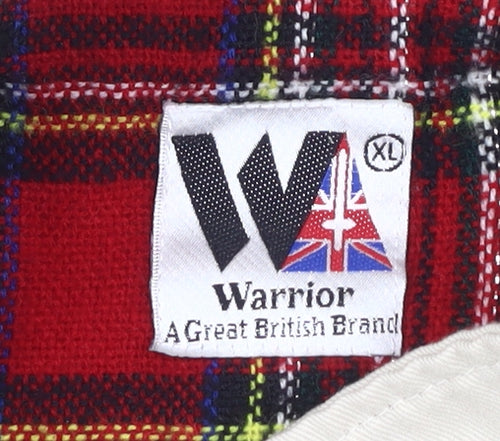 W
XL
Warrior
A Great British Brand